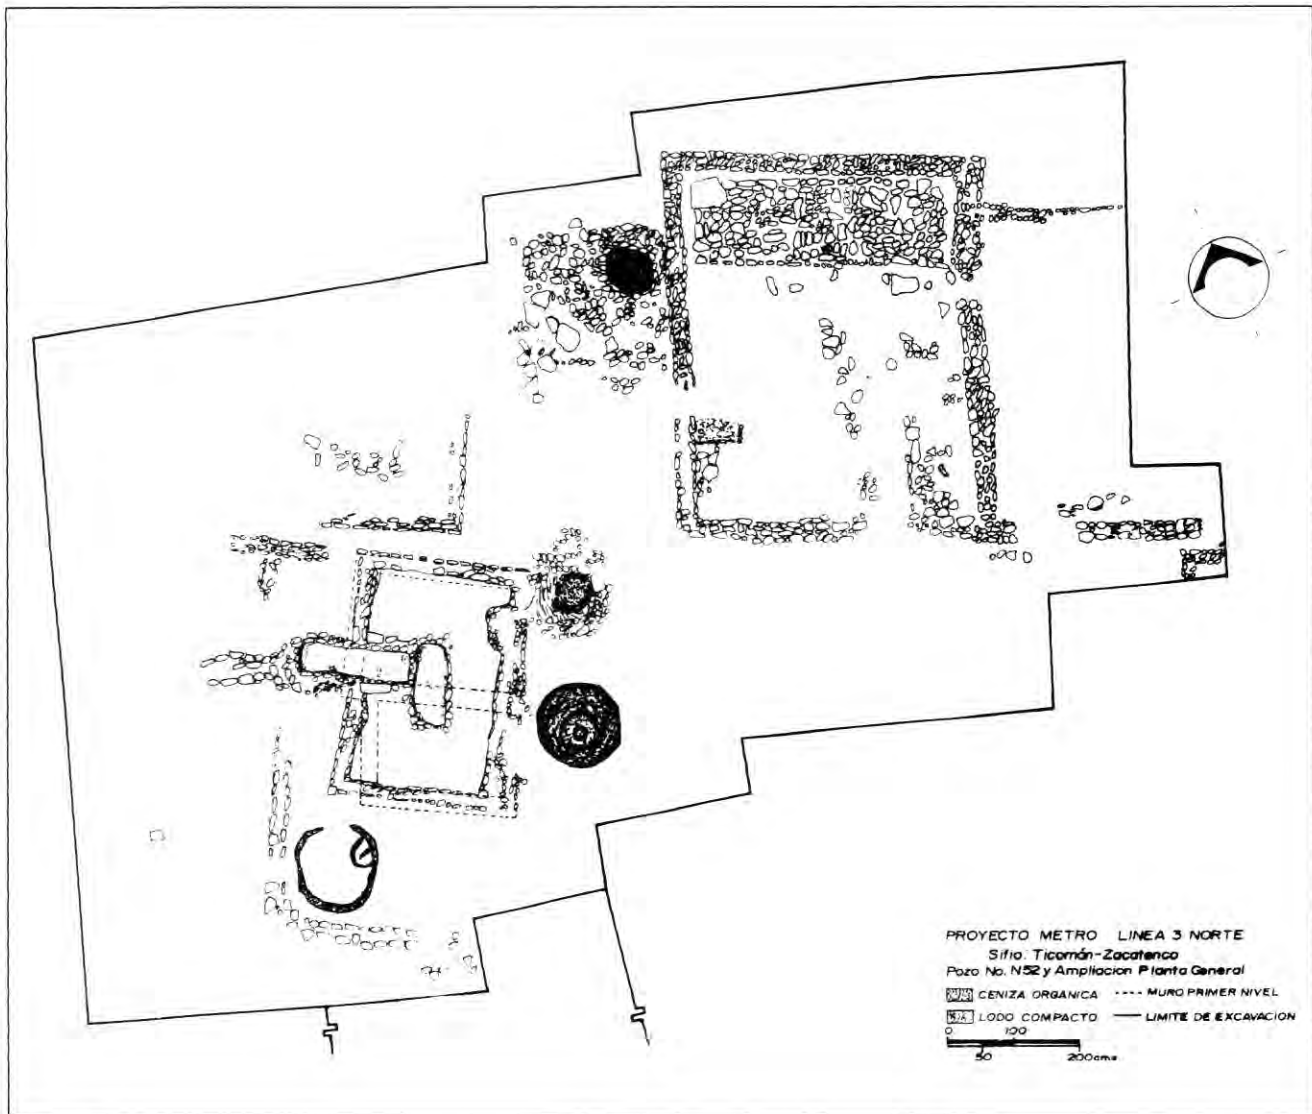 PROYECTO METRO LINEA 3 NORTE
Sitio: Ticomán-Zacatenco
Pozo No. N52 y Ampliacion Planta General
CENIZA ORGANICA ---- MURO PRIMER NIVEL
LODO COMPACTO — LIMITE DE EXCAVACION
0 100
50 200cms